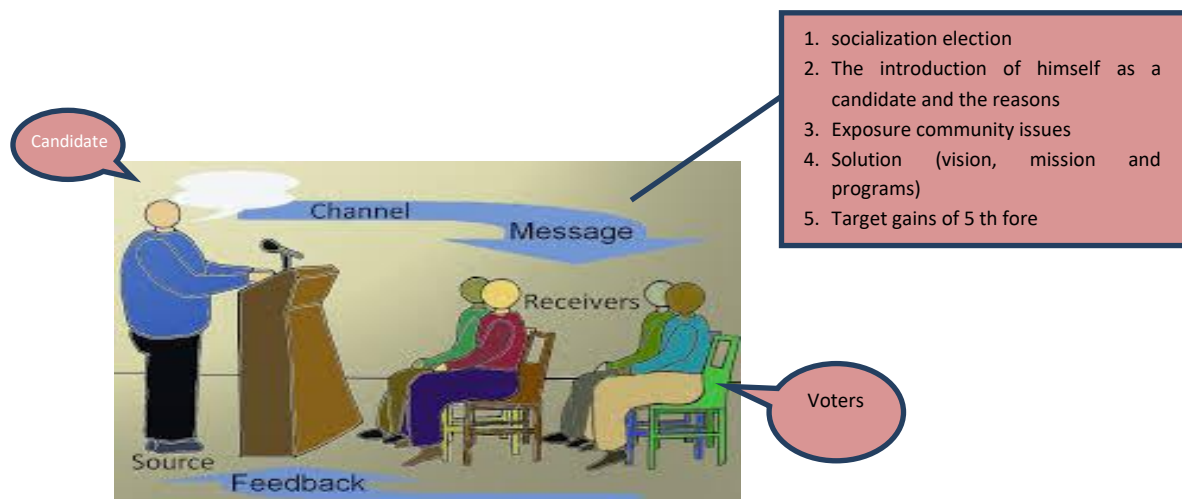 1. socialization election
2. The introduction of himself as a
candidate and the reasons
3. Exposure community issues
4. Solution (vision, mission and
programs)
5. Target gains of 5 th fore
Candidate
Channel
Message
Receivers
Voters
Source
Feedback